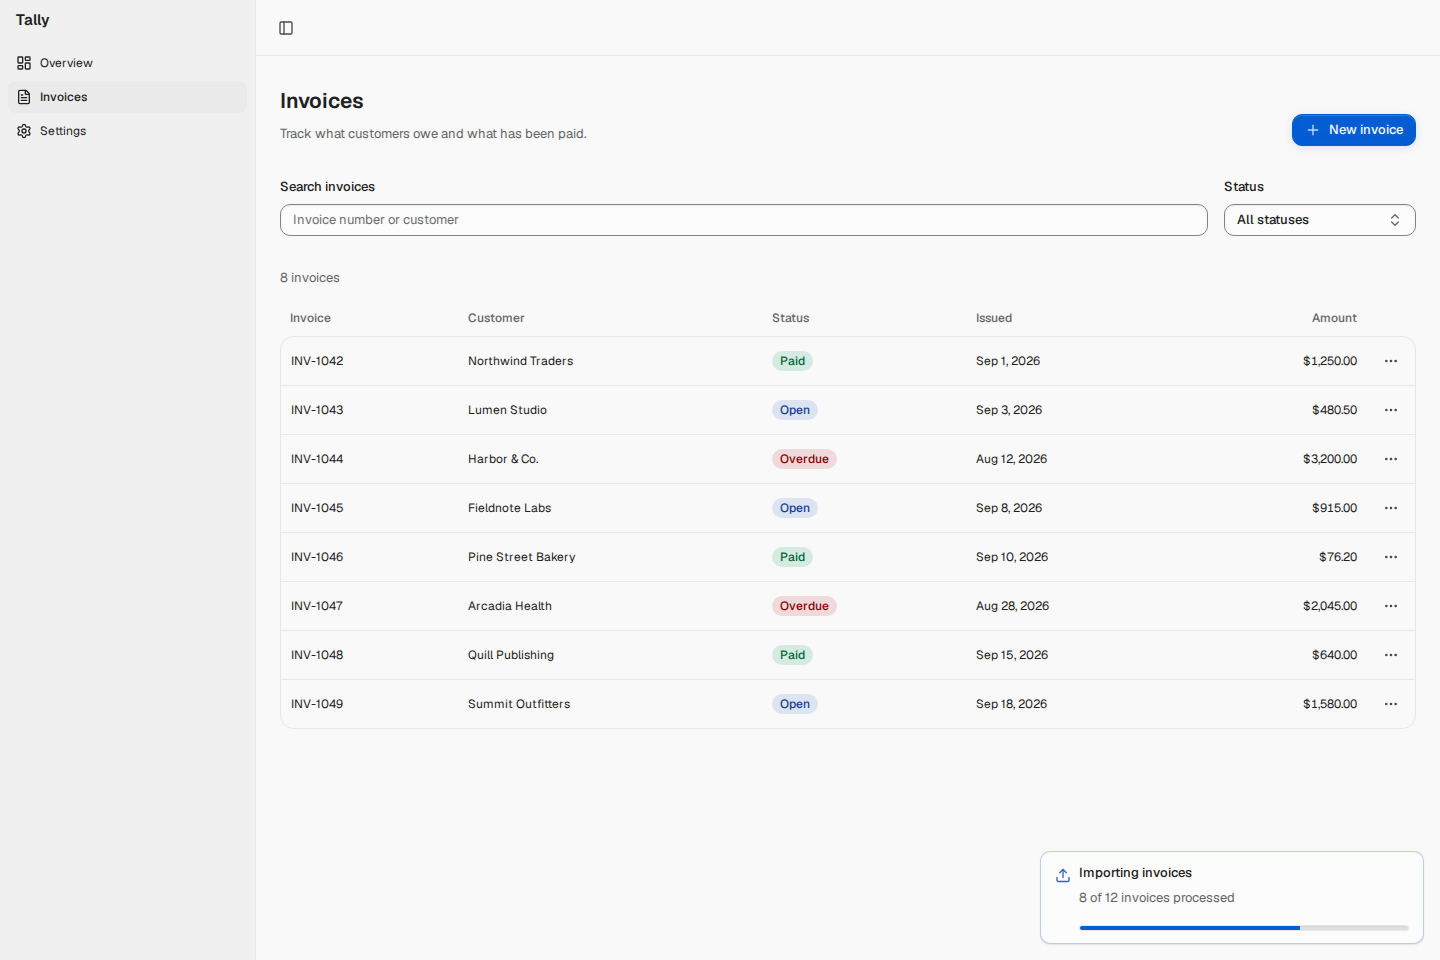 Tally
Overview
Invoices
Settings
Invoices
Track what customers owe and what has been paid.
New invoice
Search invoices
Status
Invoice number or customer
All statuses
8 invoices
Invoice Customer Status Issued Amount
INV-1042 Northwind Traders Paid Sep 1, 2026 $1,250.00
INV-1043 Lumen Studio Open Sep 3, 2026 $480.50
INV-1044 Harbor & Co. Overdue Aug 12, 2026 $3,200.00
INV-1045 Fieldnote Labs Open Sep 8, 2026 $915.00
INV-1046 Pine Street Bakery Paid Sep 10, 2026 $76.20
INV-1047 Arcadia Health Overdue Aug 28, 2026 $2,045.00
INV-1048 Quill Publishing Paid Sep 15, 2026 $640.00
INV-1049 Summit Outfitters Open Sep 18, 2026 $1,580.00
Importing invoices
8 of 12 invoices processed